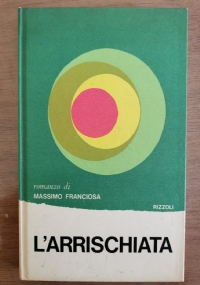 romanzo di
MASSIMO FRANCIOSA
RIZZOLI
L'ARRISCHIATA